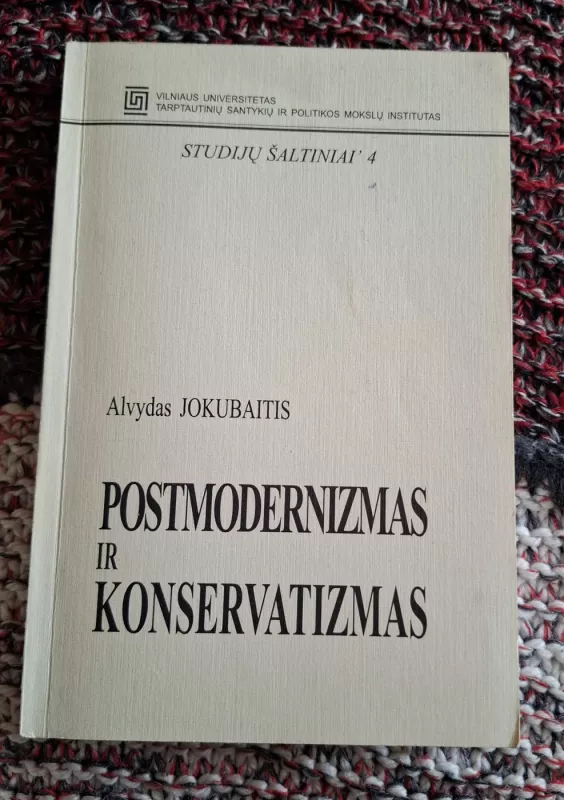 VILNIAUS UNIVERSITETAS
TARPTAUTINIŲ SANTYKIŲ IR POLITIKOS MOKSLŲ INSTITUTAS
STUDIJŲ ŠALTINIAI' 4
Alvydas JOKUBAITIS
POSTMODERNIZMAS
IR
KONSERVATIZMAS